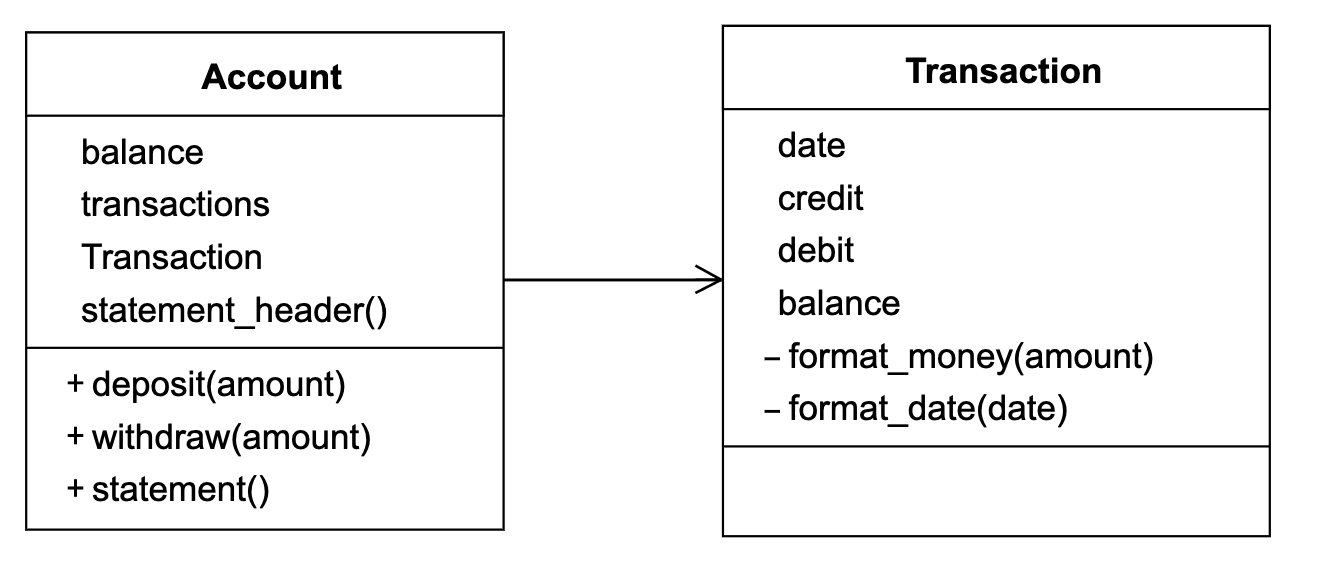 Account
balance
transactions
Transaction
statement_header()
+ deposit(amount)
+ withdraw(amount)
+ statement()
Transaction
date
credit
debit
balance
– format_money(amount)
– format_date(date)